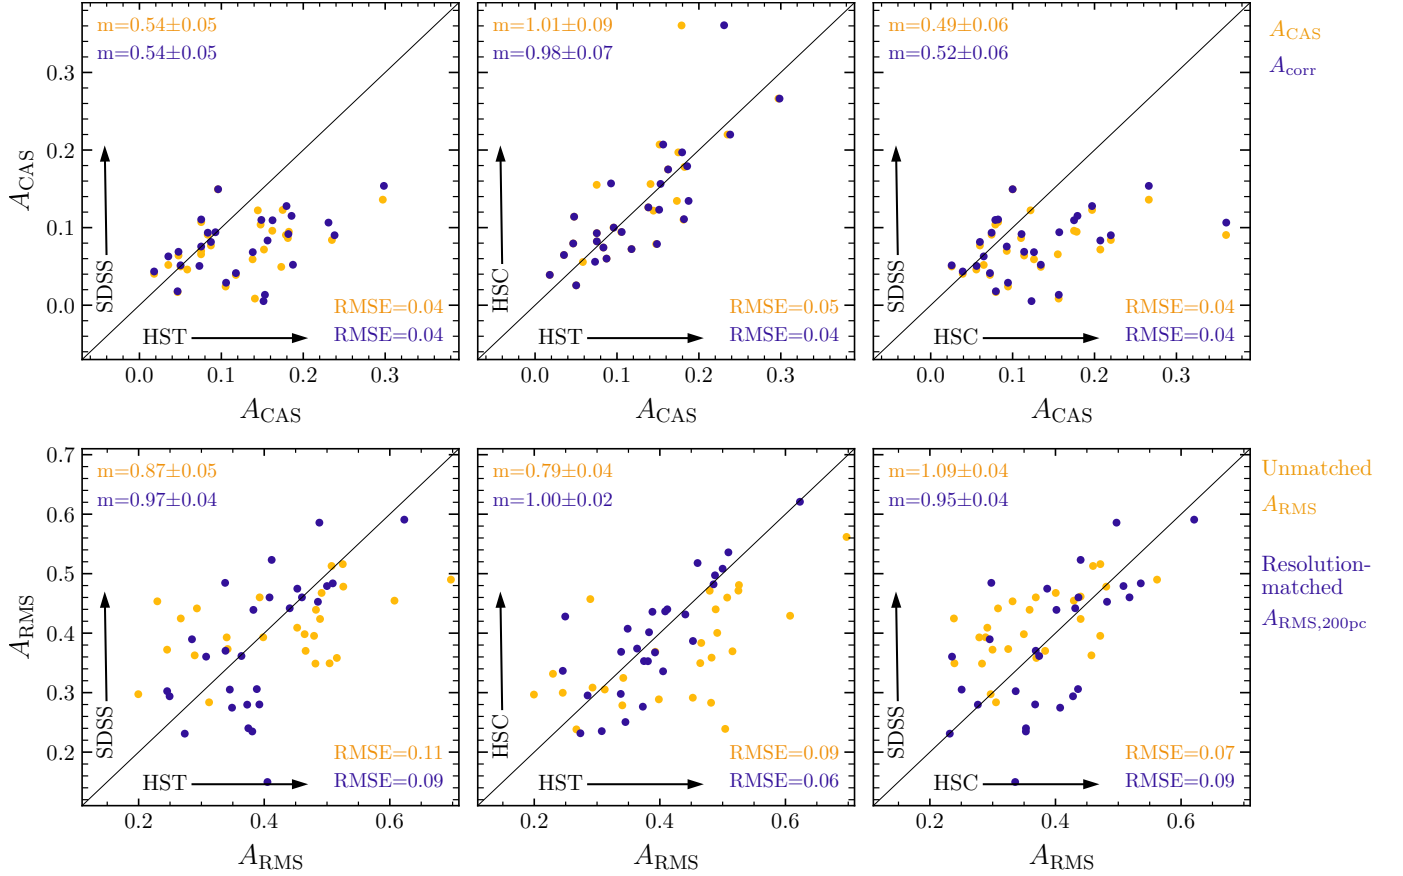 m=0.54±0.05
m=0.54±0.05
A_CAS
SDSS
HST
RMSE=0.04
RMSE=0.04
0.3
0.2
0.1
0.0
0.0 0.1 0.2 0.3
A_CAS
m=1.01±0.09
m=0.98±0.07
HSC
HST
RMSE=0.05
RMSE=0.04
0.0 0.1 0.2 0.3
A_CAS
m=0.49±0.06
m=0.52±0.06
SDSS
HSC
RMSE=0.04
RMSE=0.04
0.0 0.1 0.2 0.3
A_CAS
A_CAS
A_corr
m=0.87±0.05
m=0.97±0.04
A_RMS
SDSS
HST
RMSE=0.11
RMSE=0.09
0.7
0.6
0.5
0.4
0.3
0.2
0.2 0.4 0.6
A_RMS
m=0.79±0.04
m=1.00±0.02
HSC
HST
RMSE=0.09
RMSE=0.06
0.2 0.4 0.6
A_RMS
m=1.09±0.04
m=0.95±0.04
SDSS
HSC
RMSE=0.07
RMSE=0.09
0.2 0.4 0.6
A_RMS
Unmatched
A_RMS
Resolution-
matched
A_RMS,200pc